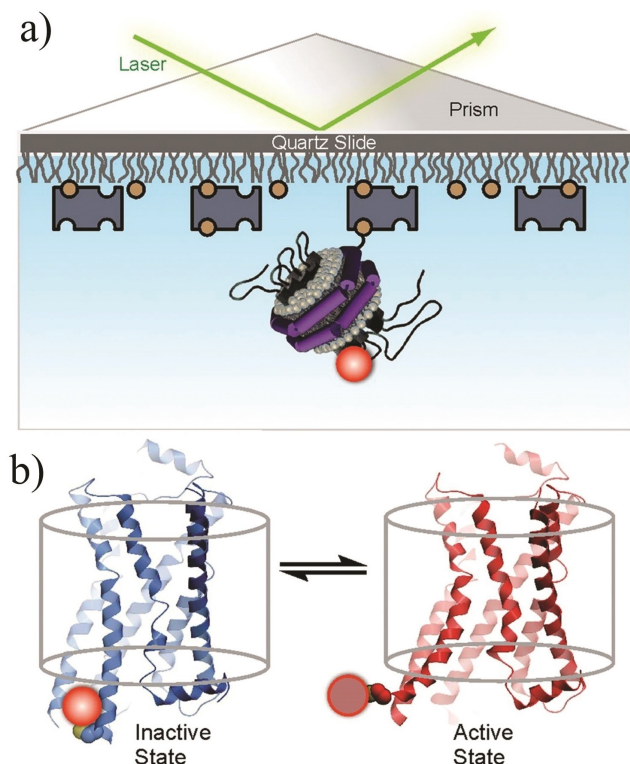 a)
Laser
Prism
Quartz Slide
b)
Inactive
State
Active
State